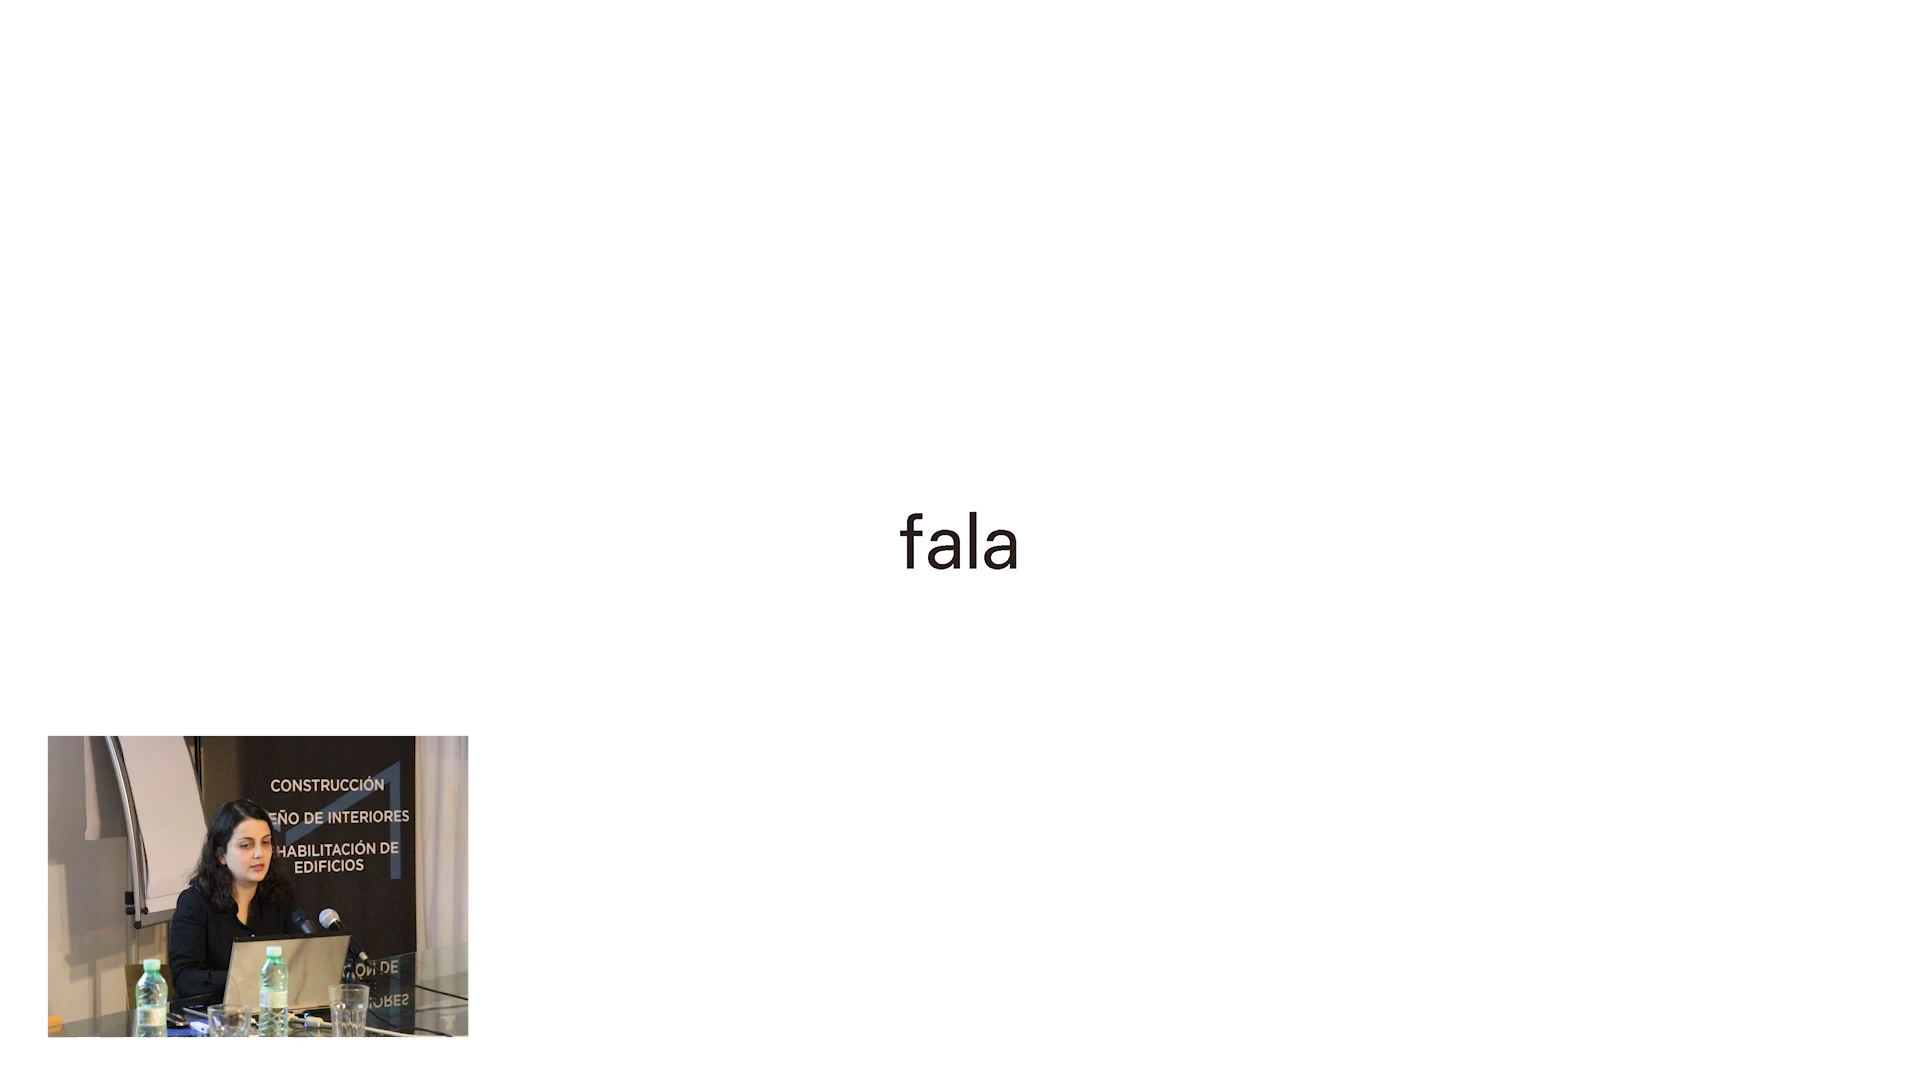 fala
CONSTRUCCIÓN
EÑO DE INTERIORES
HABILITACIÓN DE
EDIFICIOS